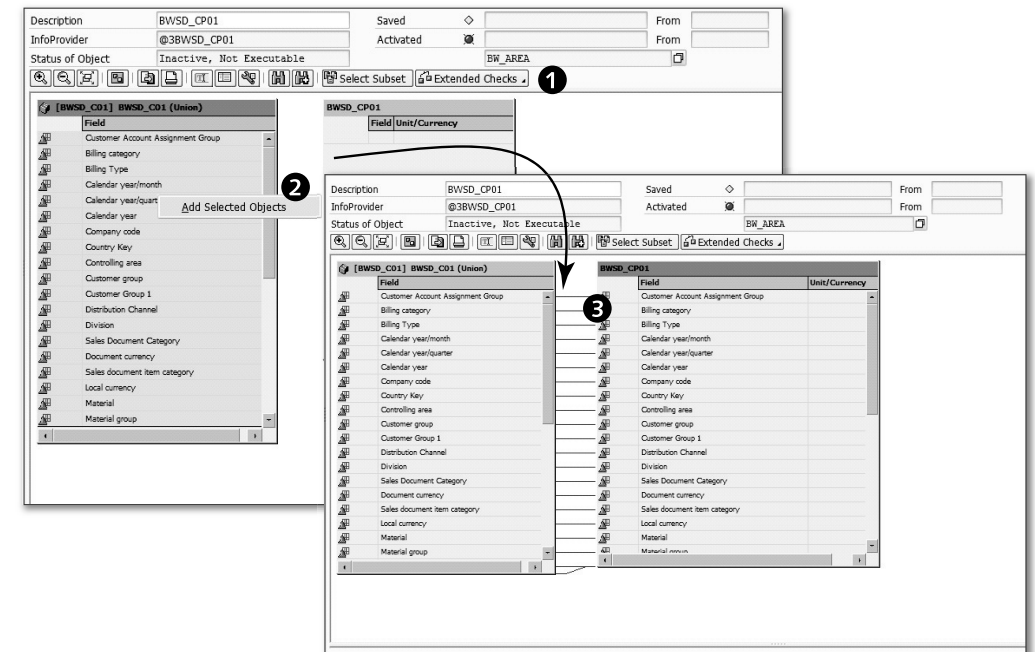 Description BWSD_CP01 Saved From
InfoProvider @3BWSD_CP01 Activated From
Status of Object Inactive, Not Executable BW_AREA
Select Subset Extended Checks 1
[BWSD_C01] BWSD_C01 (Union) BWSD_CP01
Field Field Unit/Currency
Customer Account Assignment Group
Billing category
Billing Type
Calendar year/month
2
Calendar year/quart
Add Selected Objects
Calendar year
Company code
Country Key
Controlling area
Customer group
Customer Group 1
Distribution Channel
Division
Sales Document Category
Document currency
Sales document item category
Local currency
Material
Material group
Description BWSD_CP01 Saved From
InfoProvider @3BWSD_CP01 Activated From
Status of Object Inactive, Not Executable BW_AREA
Select Subset Extended Checks
[BWSD_C01] BWSD_C01 (Union) BWSD_CP01
Field Field Unit/Currency
3
Customer Account Assignment Group Customer Account Assignment Group
Billing category Billing category
Billing Type Billing Type
Calendar year/month Calendar year/month
Calendar year/quarter Calendar year/quarter
Calendar year Calendar year
Company code Company code
Country Key Country Key
Controlling area Controlling area
Customer group Customer group
Customer Group 1 Customer Group 1
Distribution Channel Distribution Channel
Division Division
Sales Document Category Sales Document Category
Document currency Document currency
Sales document item category Sales document item category
Local currency Local currency
Material Material
Material group Material group